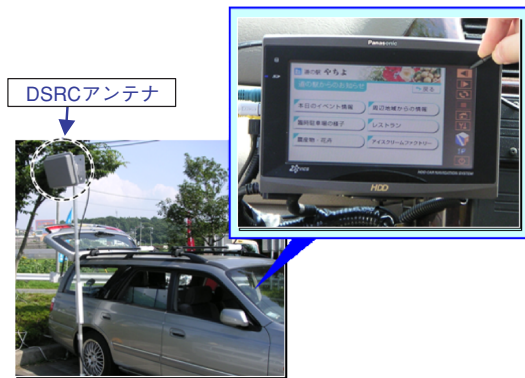 DSRCアンテナ
Panasonic
道の駅 やちよ
道の駅からのお知らせ
戻る
本日のイベント情報
周辺地域からの情報
臨時駐車場の様子
レストラン
農産物・花卉
アイスクリームファクトリー
HDD
HDD CAR NAVIGATION SYSTEM